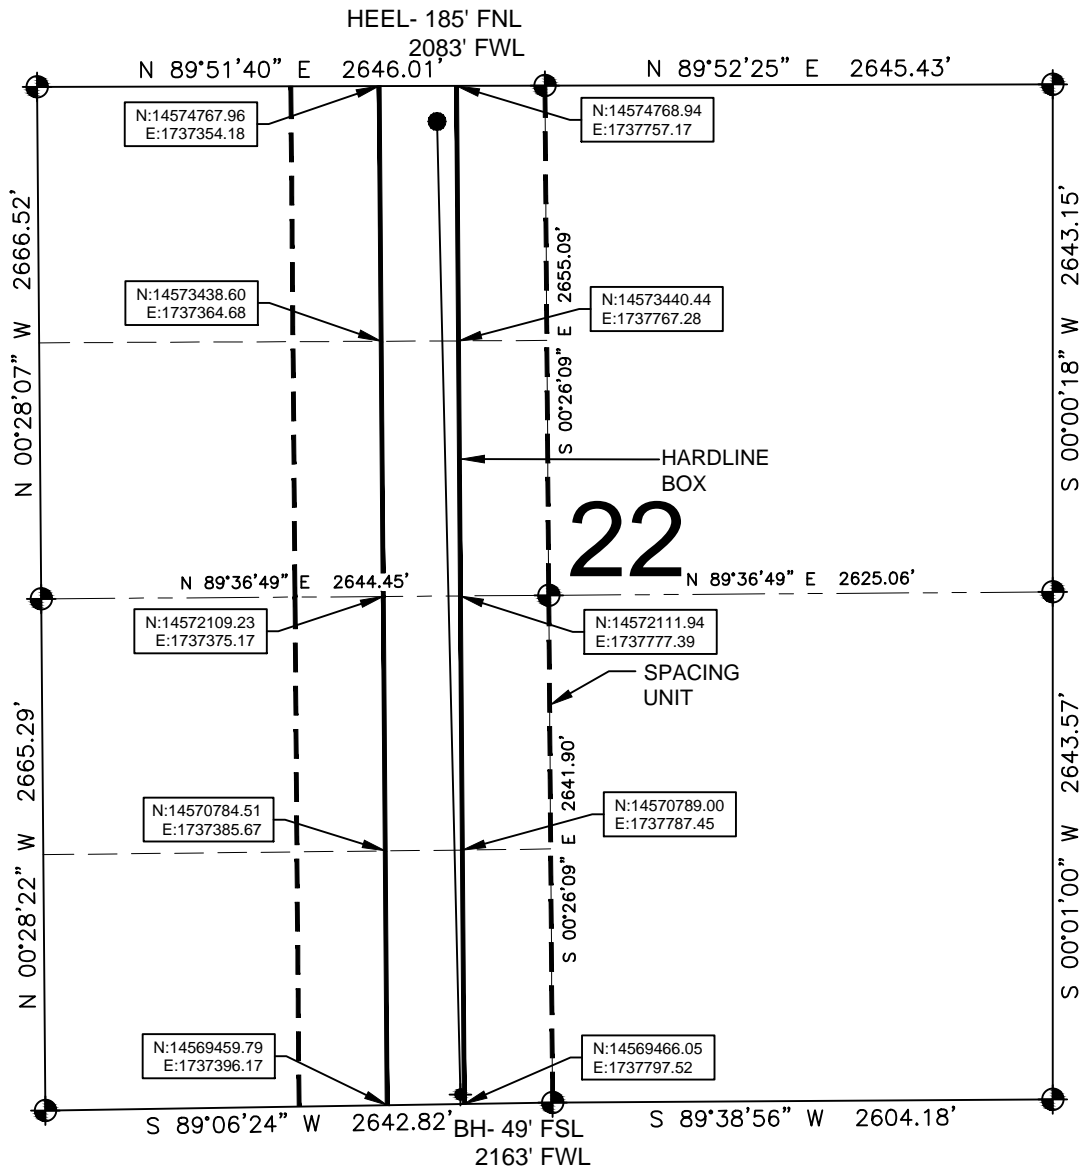 HEEL- 185' FNL
2083' FWL
N 89°51'40" E 2646.01'
N 89°52'25" E 2645.43'
N:14574767.96
E:1737354.18
N:14574768.94
E:1737757.17
N 00°28'07" W 2666.52'
S 00°26'09" E 2655.09'
S 00°00'18" W 2643.15'
N:14573438.60
E:1737364.68
N:14573440.44
E:1737767.28
HARDLINE
BOX
22
N 89°36'49" E 2644.45'
N 89°36'49" E 2625.06'
N:14572109.23
E:1737375.17
N:14572111.94
E:1737777.39
SPACING
UNIT
N 00°28'22" W 2665.29'
S 00°26'09" E 2641.90'
S 00°01'00" W 2643.57'
N:14570784.51
E:1737385.67
N:14570789.00
E:1737787.45
N:14569459.79
E:1737396.17
N:14569466.05
E:1737797.52
S 89°06'24" W 2642.82'
S 89°38'56" W 2604.18'
BH- 49' FSL
2163' FWL